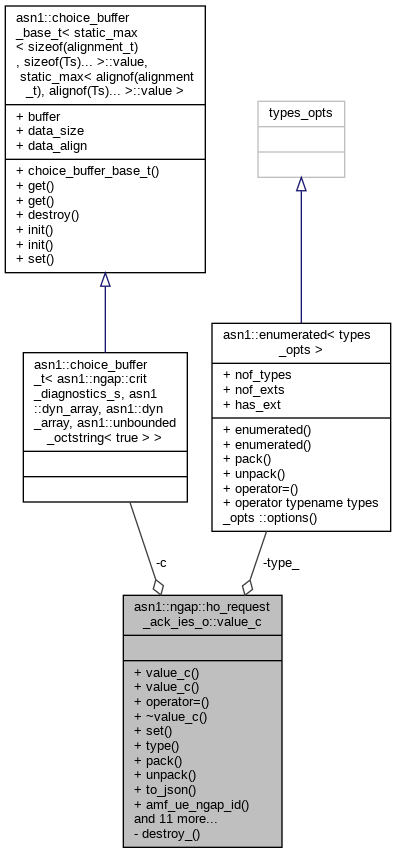 asn1::choice_buffer
_base_t< static_max
< sizeof(alignment_t)
, sizeof(Ts)... >::value,
static_max< alignof(alignment
_t), alignof(Ts)... >::value >
+ buffer
+ data_size
+ data_align
+ choice_buffer_base_t()
+ get()
+ get()
+ destroy()
+ init()
+ init()
+ set()
types_opts
asn1::choice_buffer
_t< asn1::ngap::crit
_diagnostics_s, asn1
::dyn_array, asn1::dyn
_array, asn1::unbounded
_octstring< true > >
asn1::enumerated< types
_opts >
+ nof_types
+ nof_exts
+ has_ext
+ enumerated()
+ enumerated()
+ pack()
+ unpack()
+ operator=()
+ operator typename types
_opts ::options()
-c
-type_
asn1::ngap::ho_request
_ack_ies_o::value_c
+ value_c()
+ value_c()
+ operator=()
+ ~value_c()
+ set()
+ type()
+ pack()
+ unpack()
+ to_json()
+ amf_ue_ngap_id()
and 11 more...
- destroy_()